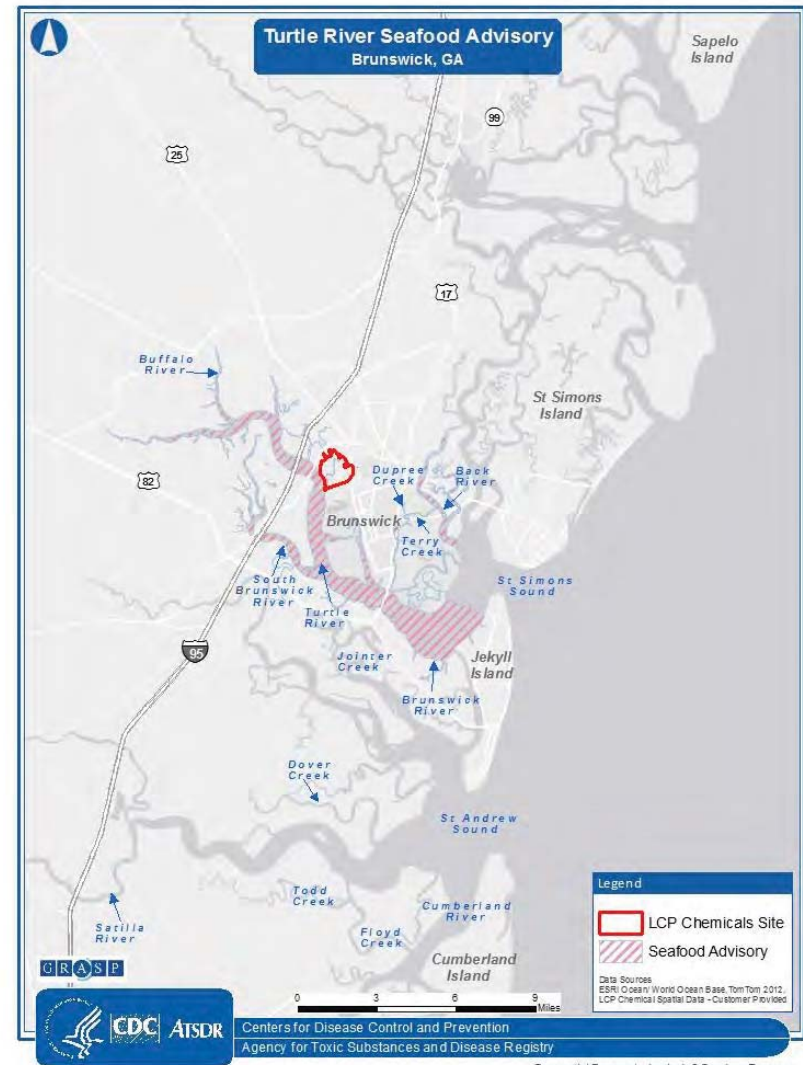 Turtle River Seafood Advisory
Brunswick, GA
Sapelo
Island
99
25
17
Buffalo
River
St Simons
Island
82
Dupree
Creek
Back
River
Brunswick
Terry
Creek
South
Brunswick
River
Turtle
River
St Simons
Sound
95
Jointer
Creek
Jekyll
Island
Brunswick
River
Dover
Creek
St Andrew
Sound
Todd
Creek
Cumberland
River
Satilla
River
Floyd
Creek
Cumberland
Island
Legend
LCP Chemicals Site
Seafood Advisory
Data Sources
ESRI Ocean/ World Ocean Base, TomTom 2012,
LCP Chemical Spatial Data - Customer Provided
GRASP
0 3 6 9
Miles
CDC ATSDR
Centers for Disease Control and Prevention
Agency for Toxic Substances and Disease Registry